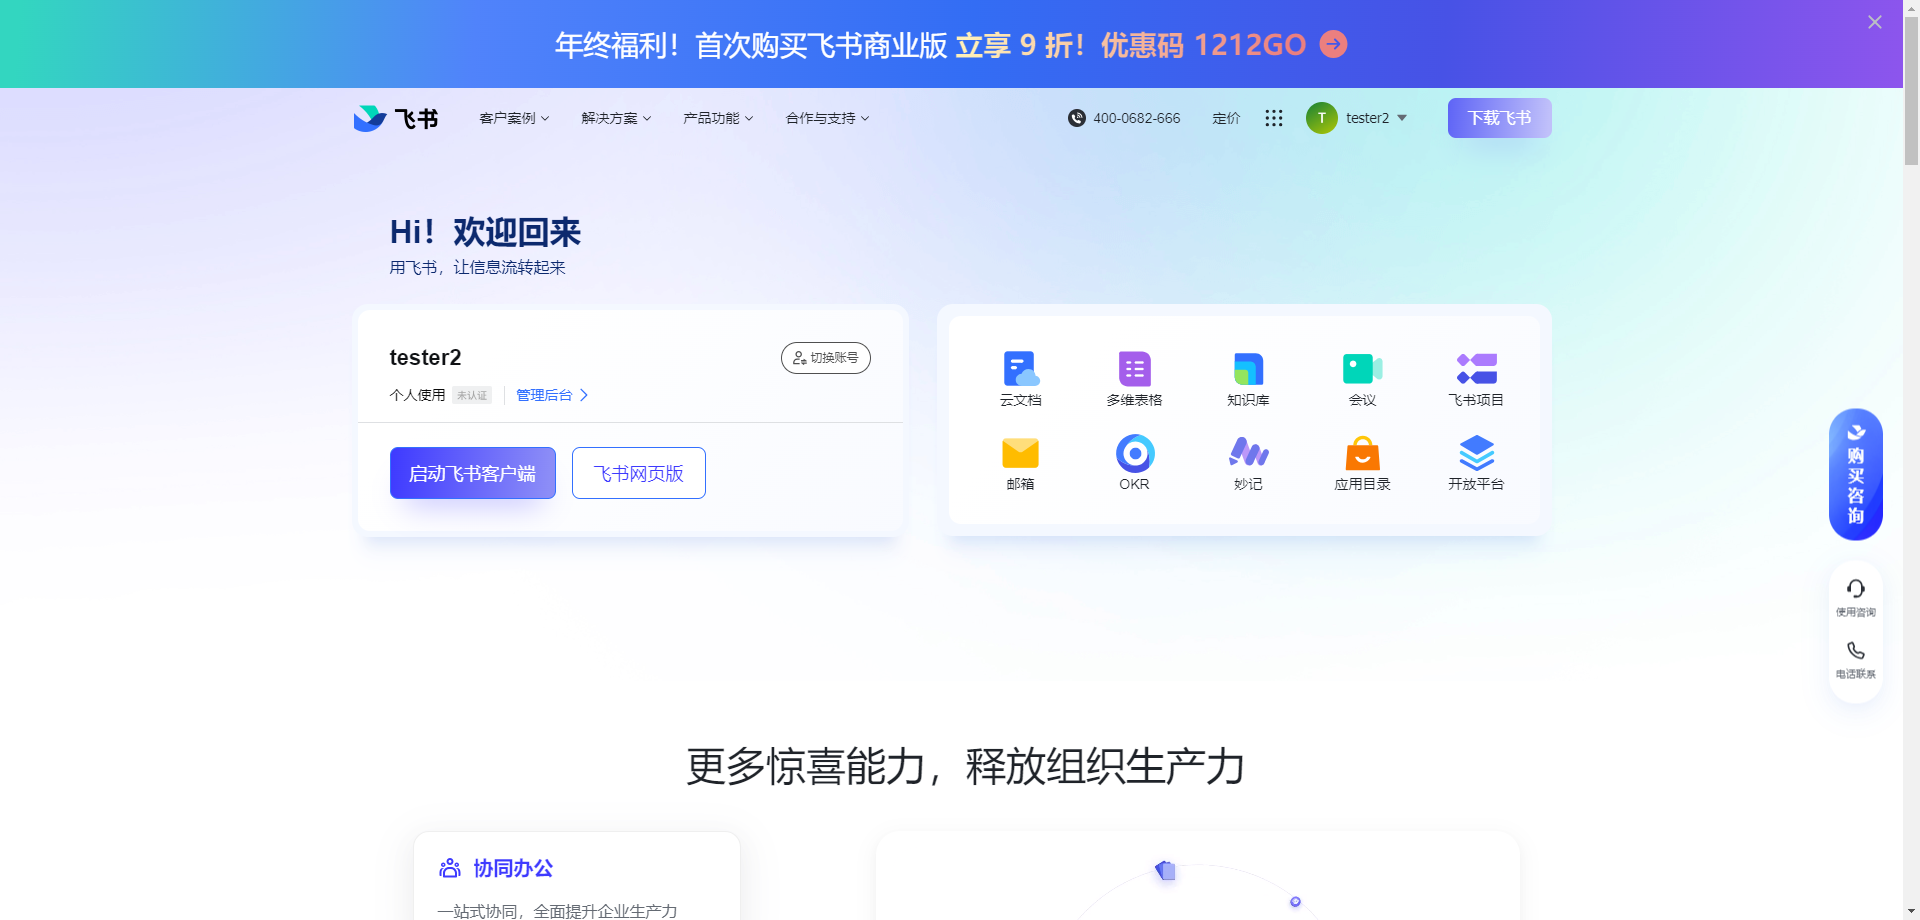 年终福利！首次购买飞书商业版 立享 9 折！优惠码 1212GO
飞书
客户案例
解决方案
产品功能
合作与支持
400-0682-666
定价
T
tester2
下载飞书
Hi！欢迎回来
用飞书，让信息流转起来
tester2
切换账号
个人使用
未认证
管理后台
启动飞书客户端
飞书网页版
云文档
多维表格
知识库
会议
飞书项目
邮箱
OKR
妙记
应用目录
开放平台
购买咨询
使用咨询
电话联系
更多惊喜能力，释放组织生产力
协同办公
一站式协同，全面提升企业生产力